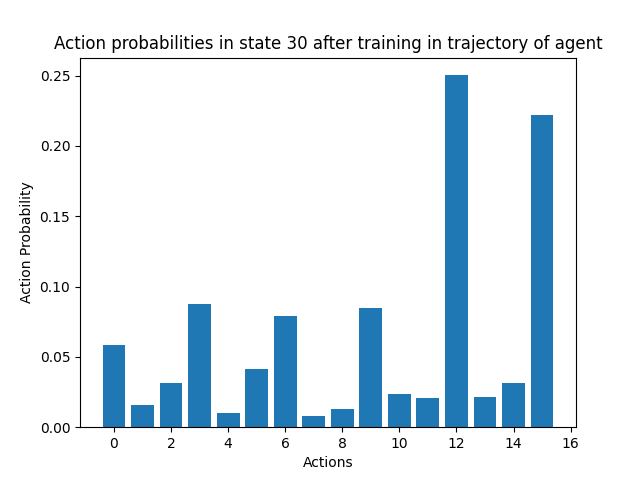 Action probabilities in state 30 after training in trajectory of agent
0.25
0.20
0.15
0.10
0.05
0.00
Action Probability
0 2 4 6 8 10 12 14 16
Actions